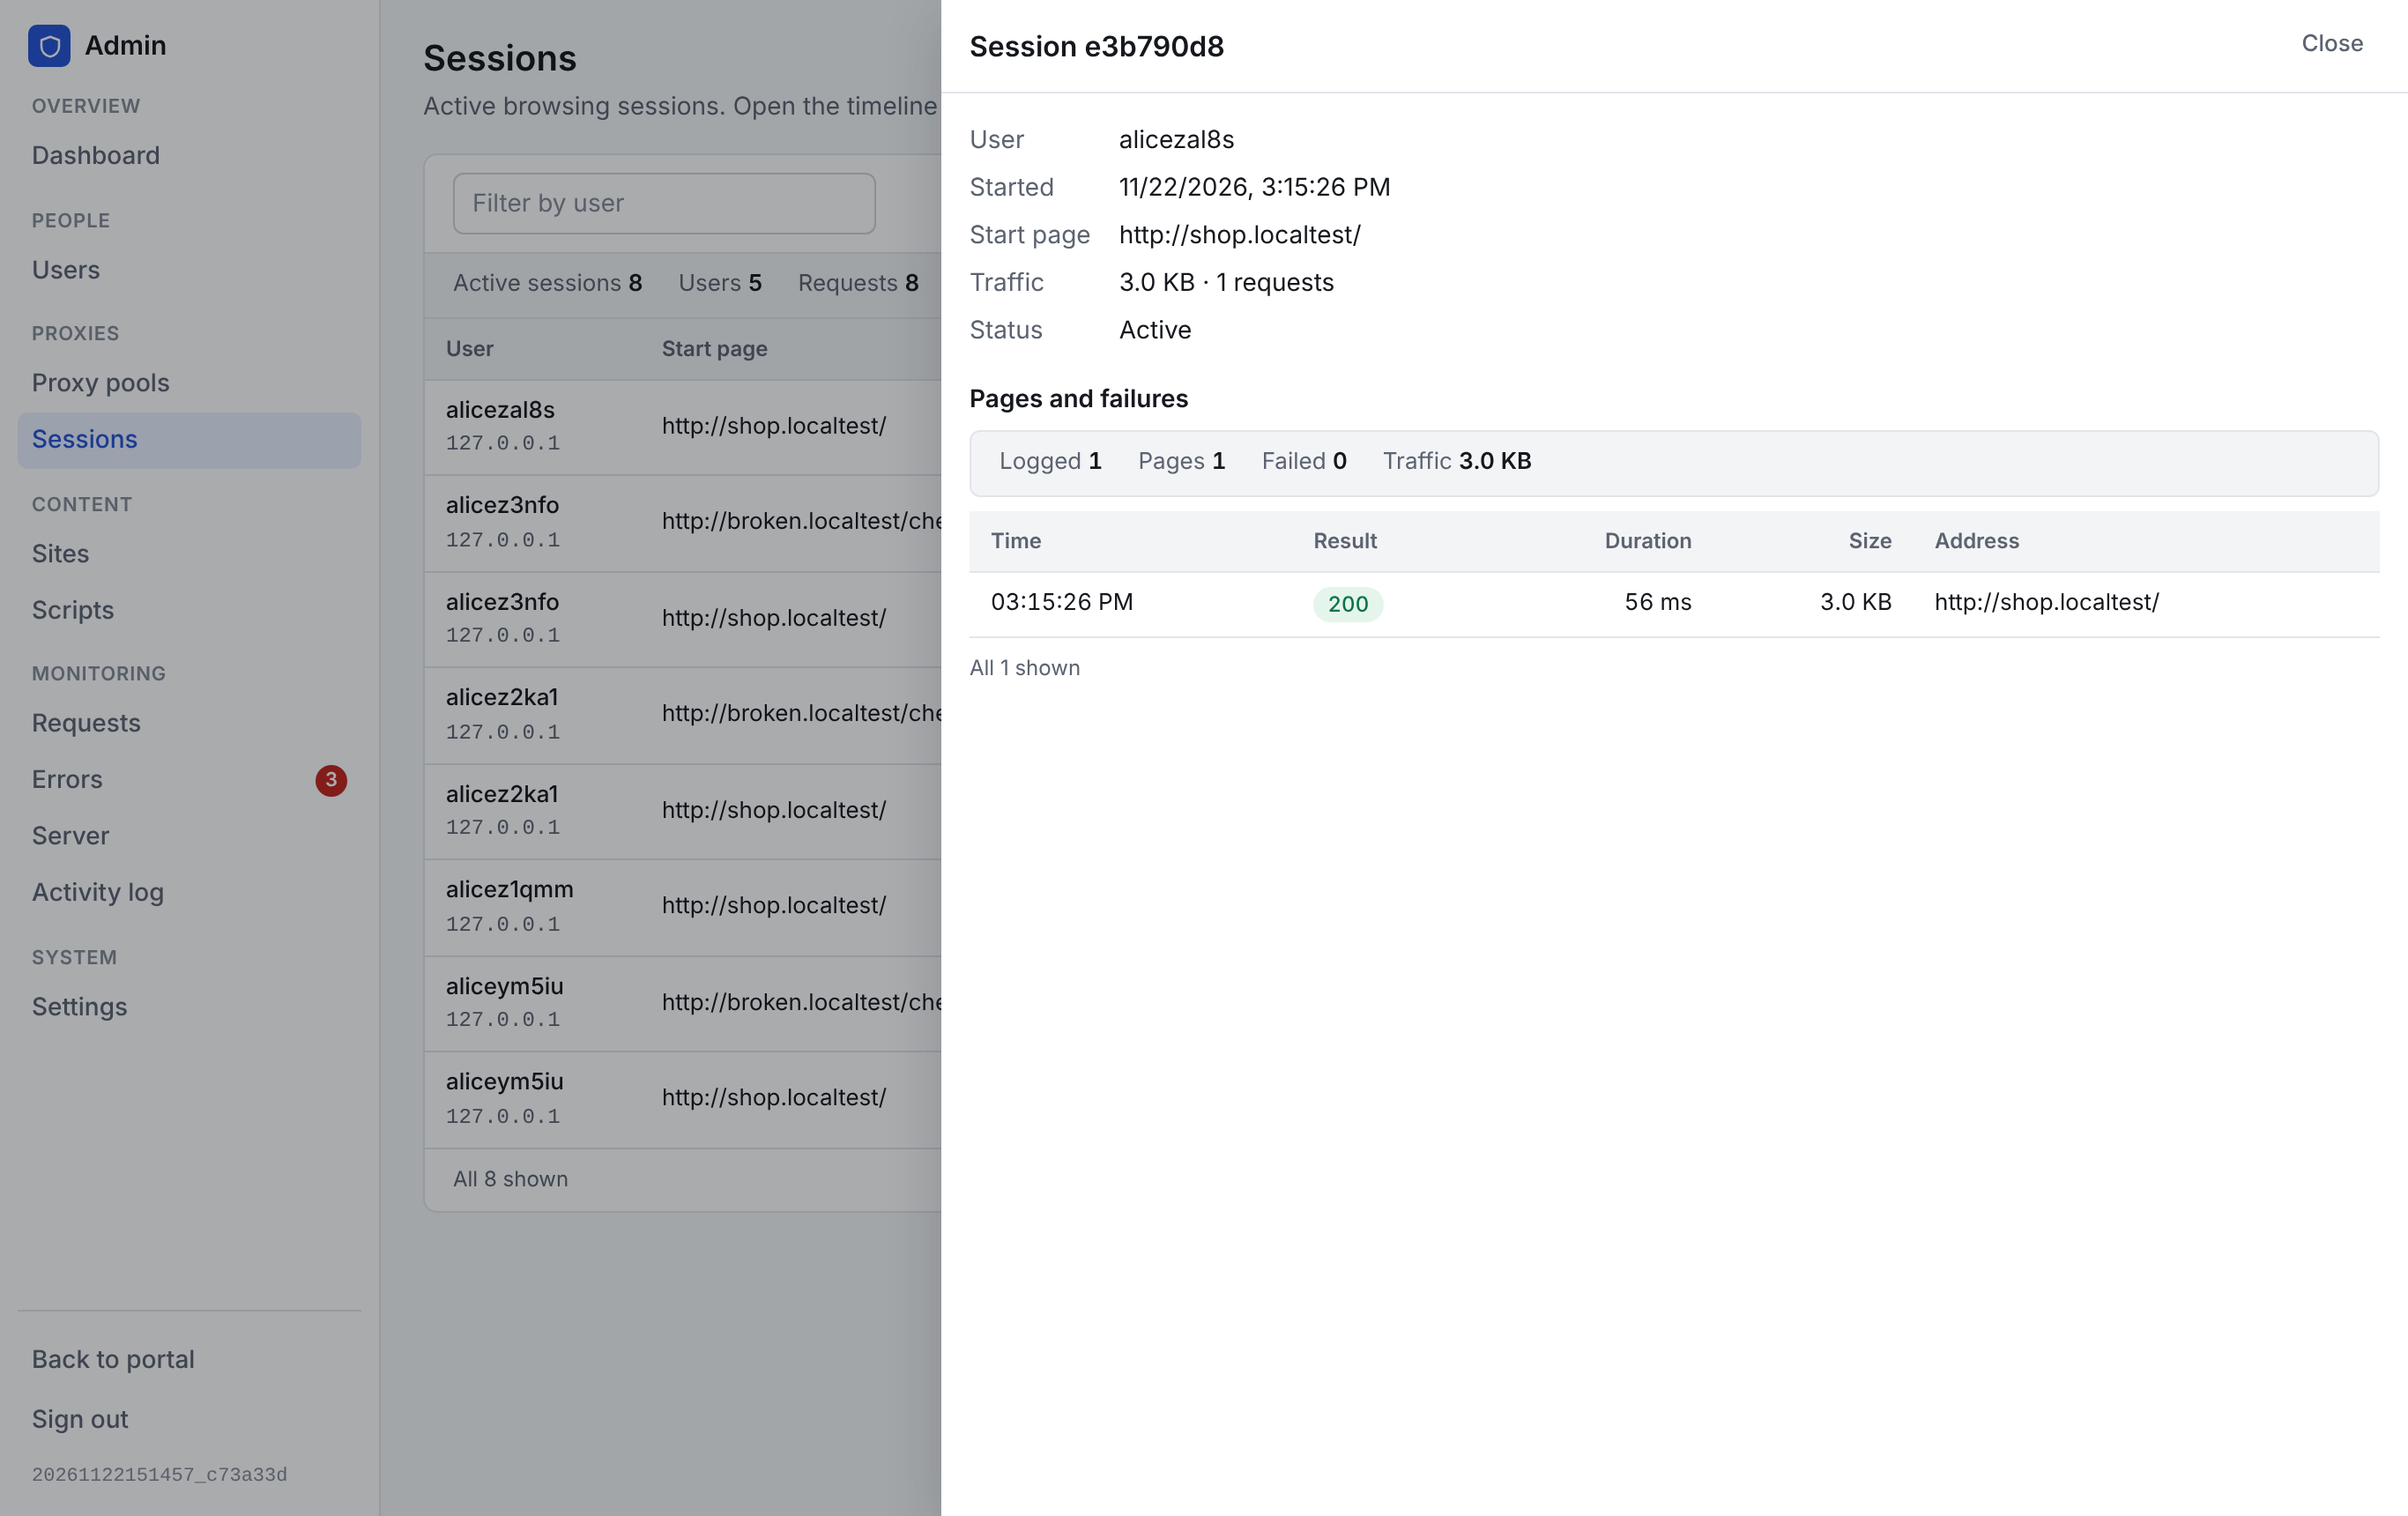 Admin
OVERVIEW
Dashboard
PEOPLE
Users
PROXIES
Proxy pools
Sessions
CONTENT
Sites
Scripts
MONITORING
Requests
Errors 3
Server
Activity log
SYSTEM
Settings
Back to portal
Sign out
20261122151457_c73a33d
Sessions
Active browsing sessions. Open the timeline
Filter by user
Active sessions 8 Users 5 Requests 8
User Start page
alicezal8s
127.0.0.1
http://shop.localtest/
alicez3nfo
127.0.0.1
http://broken.localtest/che
alicez3nfo
127.0.0.1
http://shop.localtest/
alicez2ka1
127.0.0.1
http://broken.localtest/che
alicez2ka1
127.0.0.1
http://shop.localtest/
alicez1qmm
127.0.0.1
http://shop.localtest/
aliceym5iu
127.0.0.1
http://broken.localtest/che
aliceym5iu
127.0.0.1
http://shop.localtest/
All 8 shown
Session e3b790d8
Close
User alicezal8s
Started 11/22/2026, 3:15:26 PM
Start page http://shop.localtest/
Traffic 3.0 KB · 1 requests
Status Active
Pages and failures
Logged 1 Pages 1 Failed 0 Traffic 3.0 KB
Time Result Duration Size Address
03:15:26 PM 200 56 ms 3.0 KB http://shop.localtest/
All 1 shown